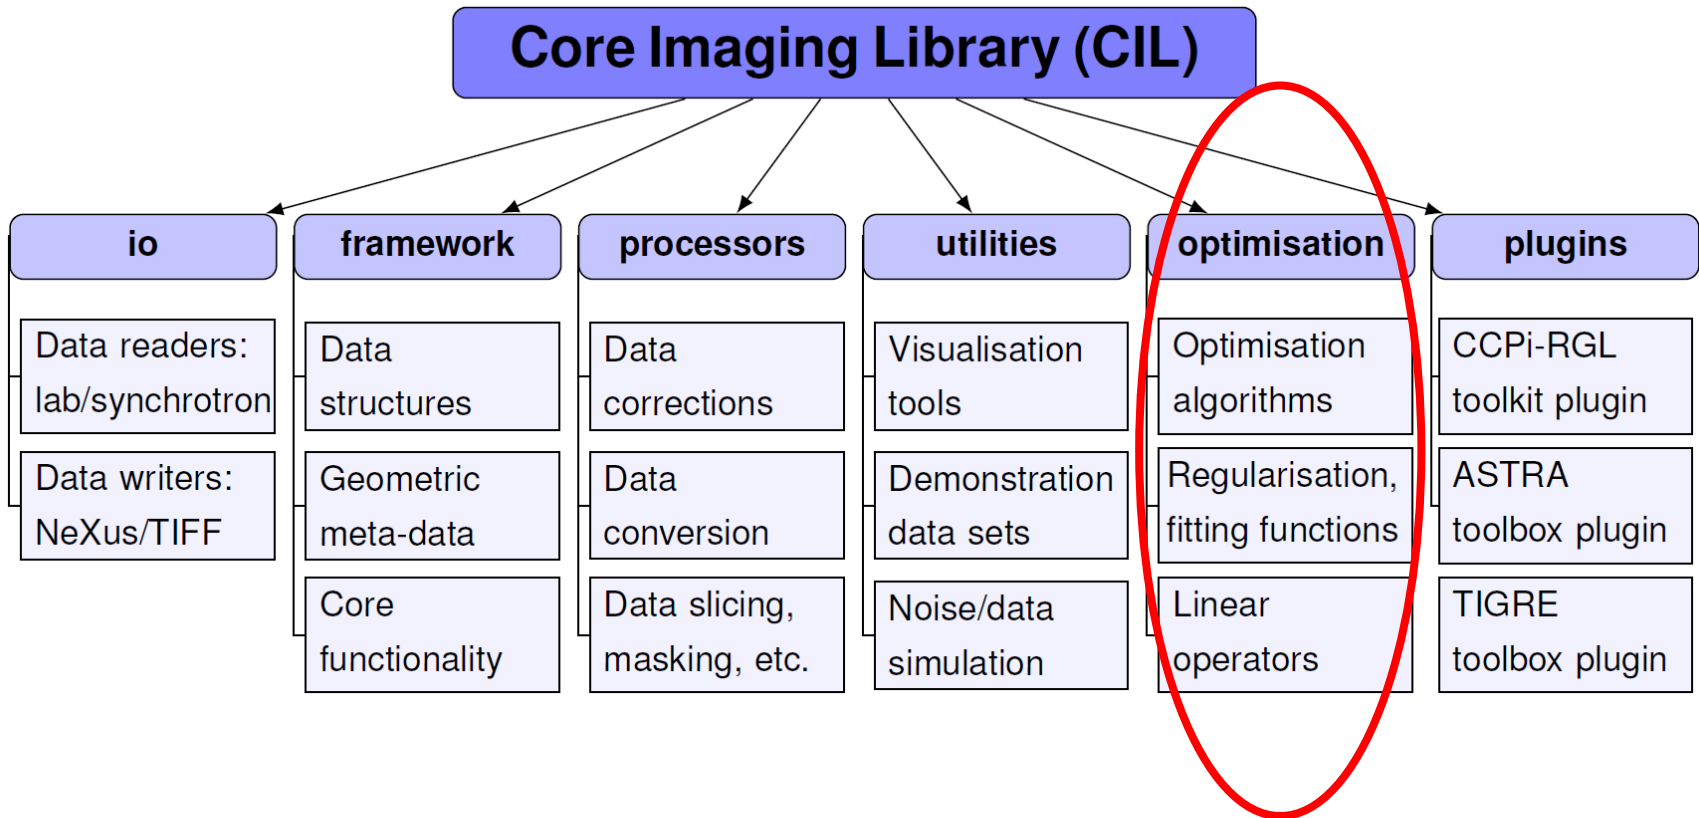 Core Imaging Library (CIL)
io
Data readers:
lab/synchrotron
Data writers:
NeXus/TIFF
framework
Data
structures
Geometric
meta-data
Core
functionality
processors
Data
corrections
Data
conversion
Data slicing,
masking, etc.
utilities
Visualisation
tools
Demonstration
data sets
Noise/data
simulation
optimisation
Optimisation
algorithms
Regularisation,
fitting functions
Linear
operators
plugins
CCPi-RGL
toolkit plugin
ASTRA
toolbox plugin
TIGRE
toolbox plugin